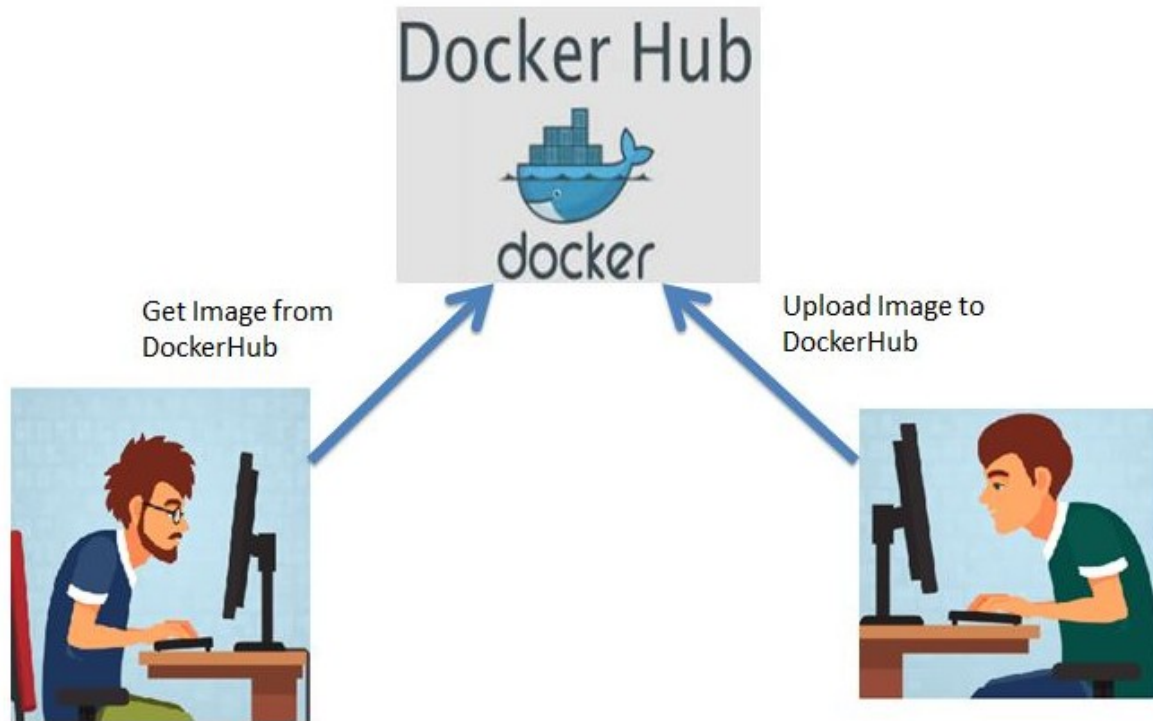 Docker Hub
docker
Get Image from
DockerHub
Upload Image to
DockerHub